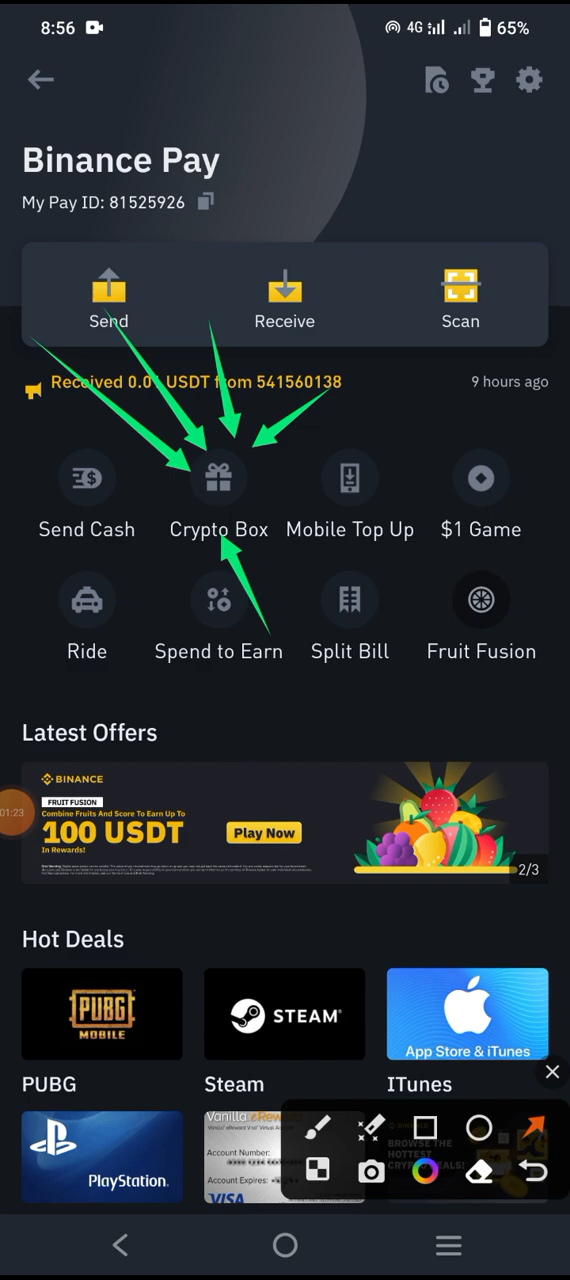 8:56
4G
65%
Binance Pay
My Pay ID: 81525926
Send
Receive
Scan
Received 0.01 USDT from 541560138
9 hours ago
Send Cash
Crypto Box
Mobile Top Up
$1 Game
Ride
Spend to Earn
Split Bill
Fruit Fusion
Latest Offers
BINANCE
FRUIT FUSION
Combine Fruits And Score To Earn Up To
100 USDT
In Rewards!
Play Now
2/3
01:23
Hot Deals
PUBG
MOBILE
STEAM
App Store & iTunes
PUBG
Steam
ITunes
PlayStation
Vanilla eReward
Account Number:
Account Expires:
VISA
BROWSE THE
HOTTEST